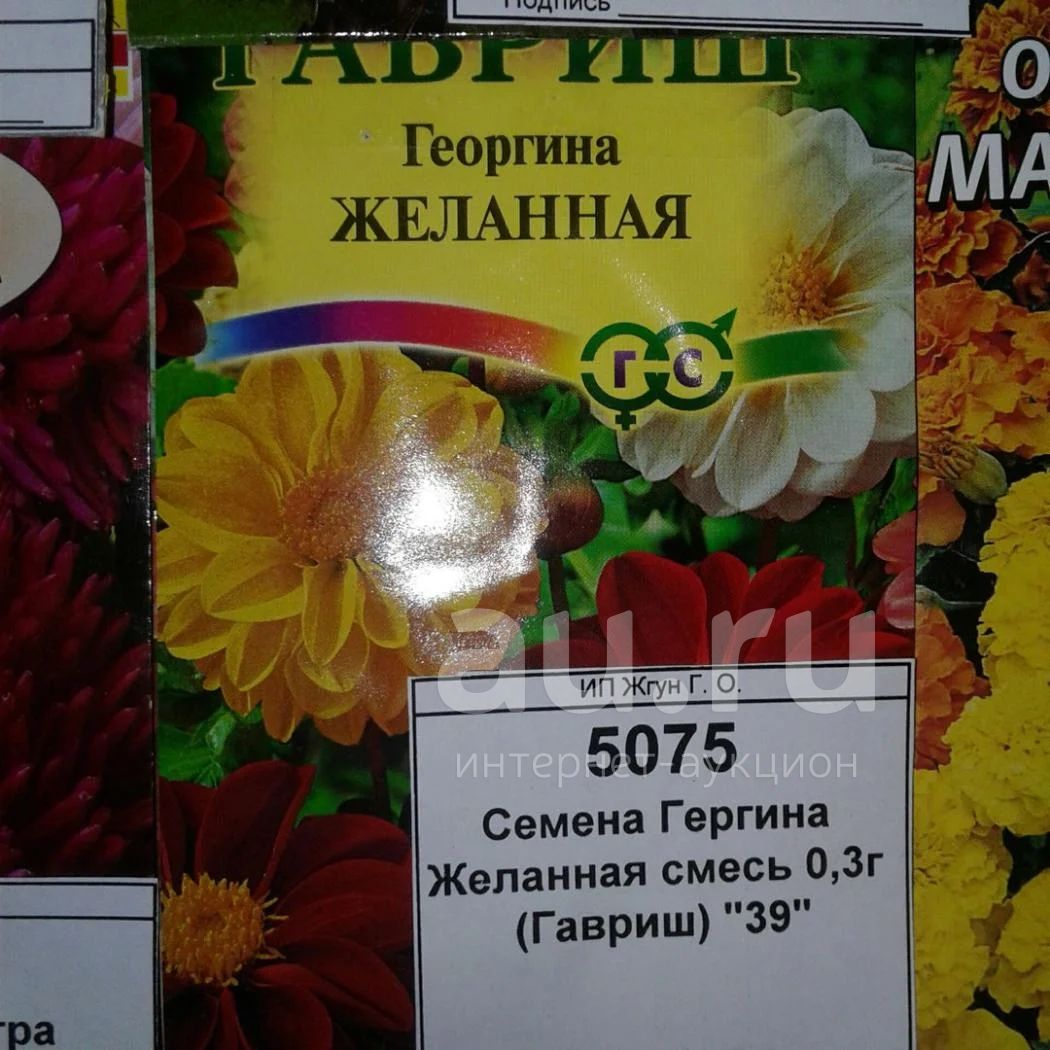 Подпись
ГАВРИШ
Георгина
ЖЕЛАННАЯ
Г С
О
МА
au.ru
интернет-аукцион
ИП Жгун Г. О.
5075
Семена Гергина
Желанная смесь 0,3г
(Гавриш) "39"
тра